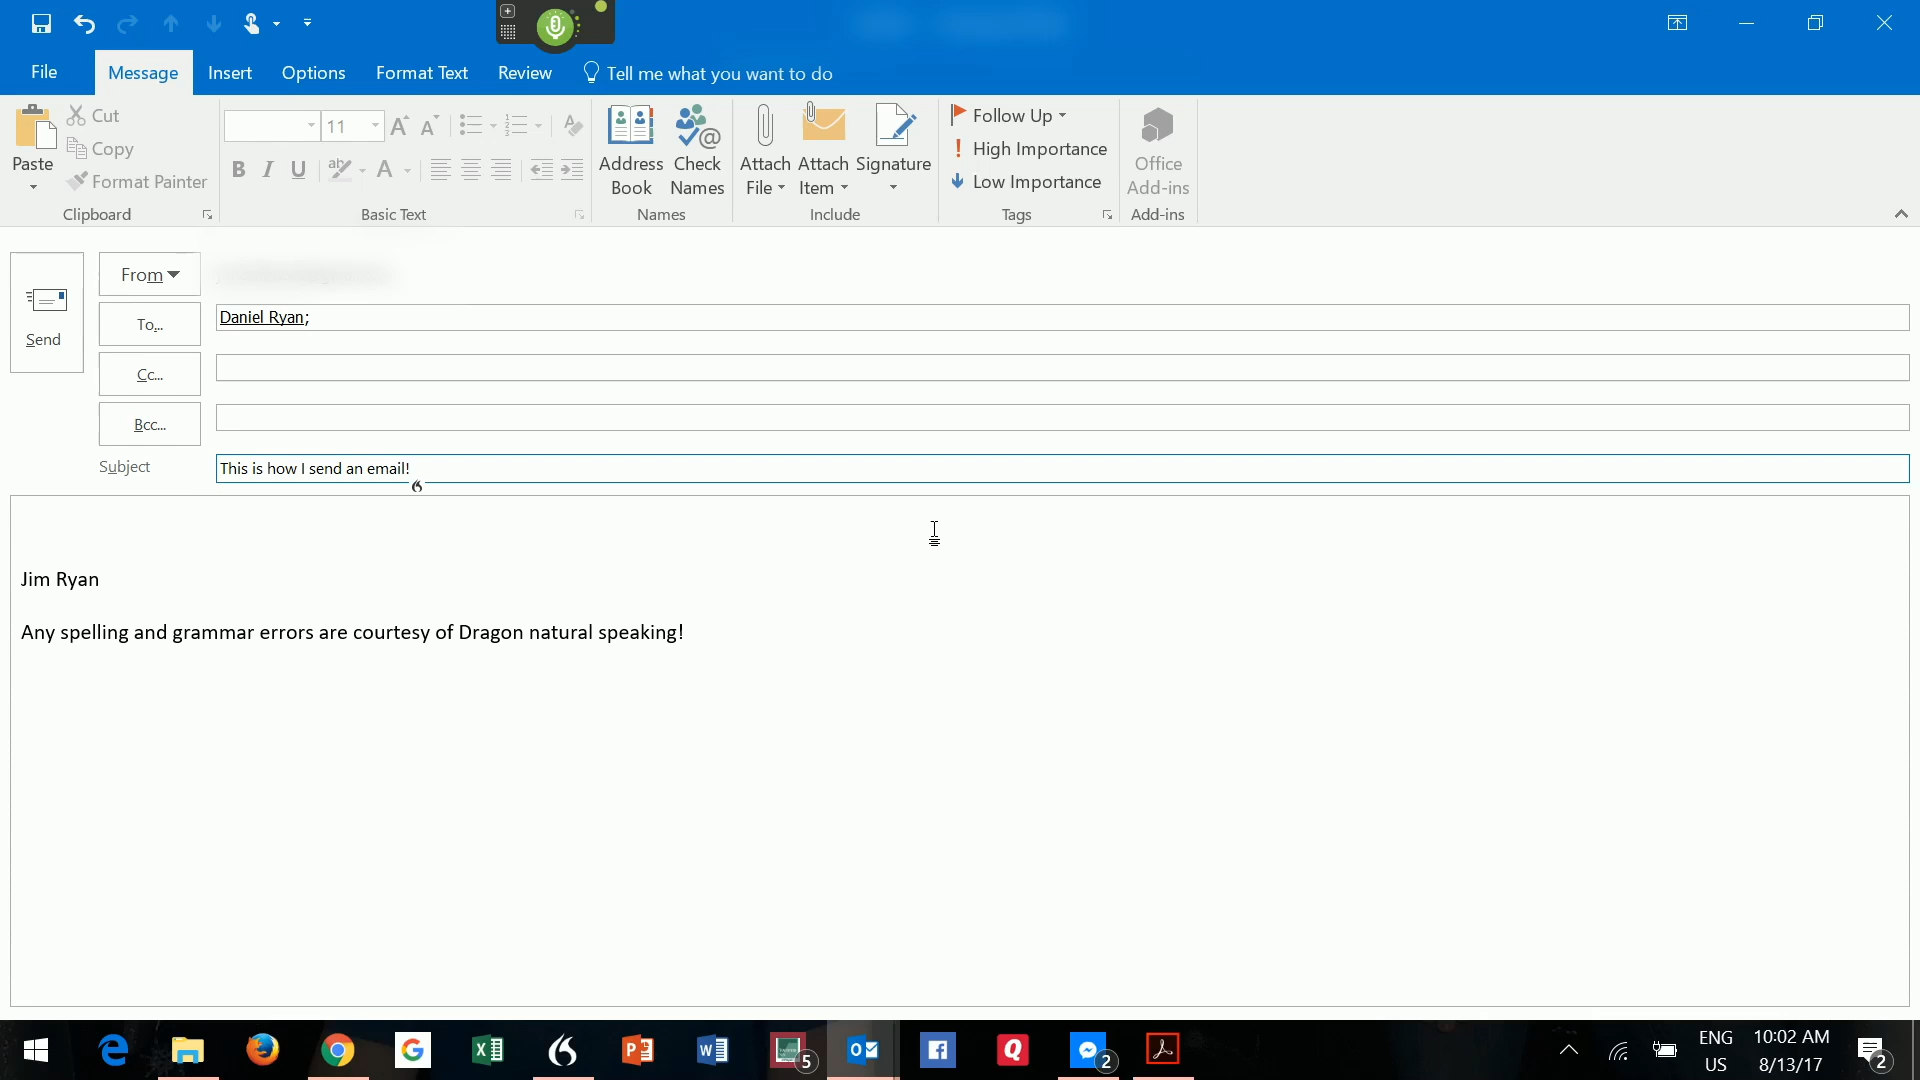 File
Message
Insert
Options
Format Text
Review
Tell me what you want to do
Paste
Cut
Copy
Format Painter
Clipboard
11
B I U
Basic Text
Address Book
Check Names
Names
Attach File
Attach Item
Signature
Include
Follow Up
High Importance
Low Importance
Tags
Office Add-ins
Add-ins
Send
From
To...
Daniel Ryan;
Cc...
Bcc...
Subject
This is how I send an email!
Jim Ryan
Any spelling and grammar errors are courtesy of Dragon natural speaking!
5
2
ENG
US
10:02 AM
8/13/17
2